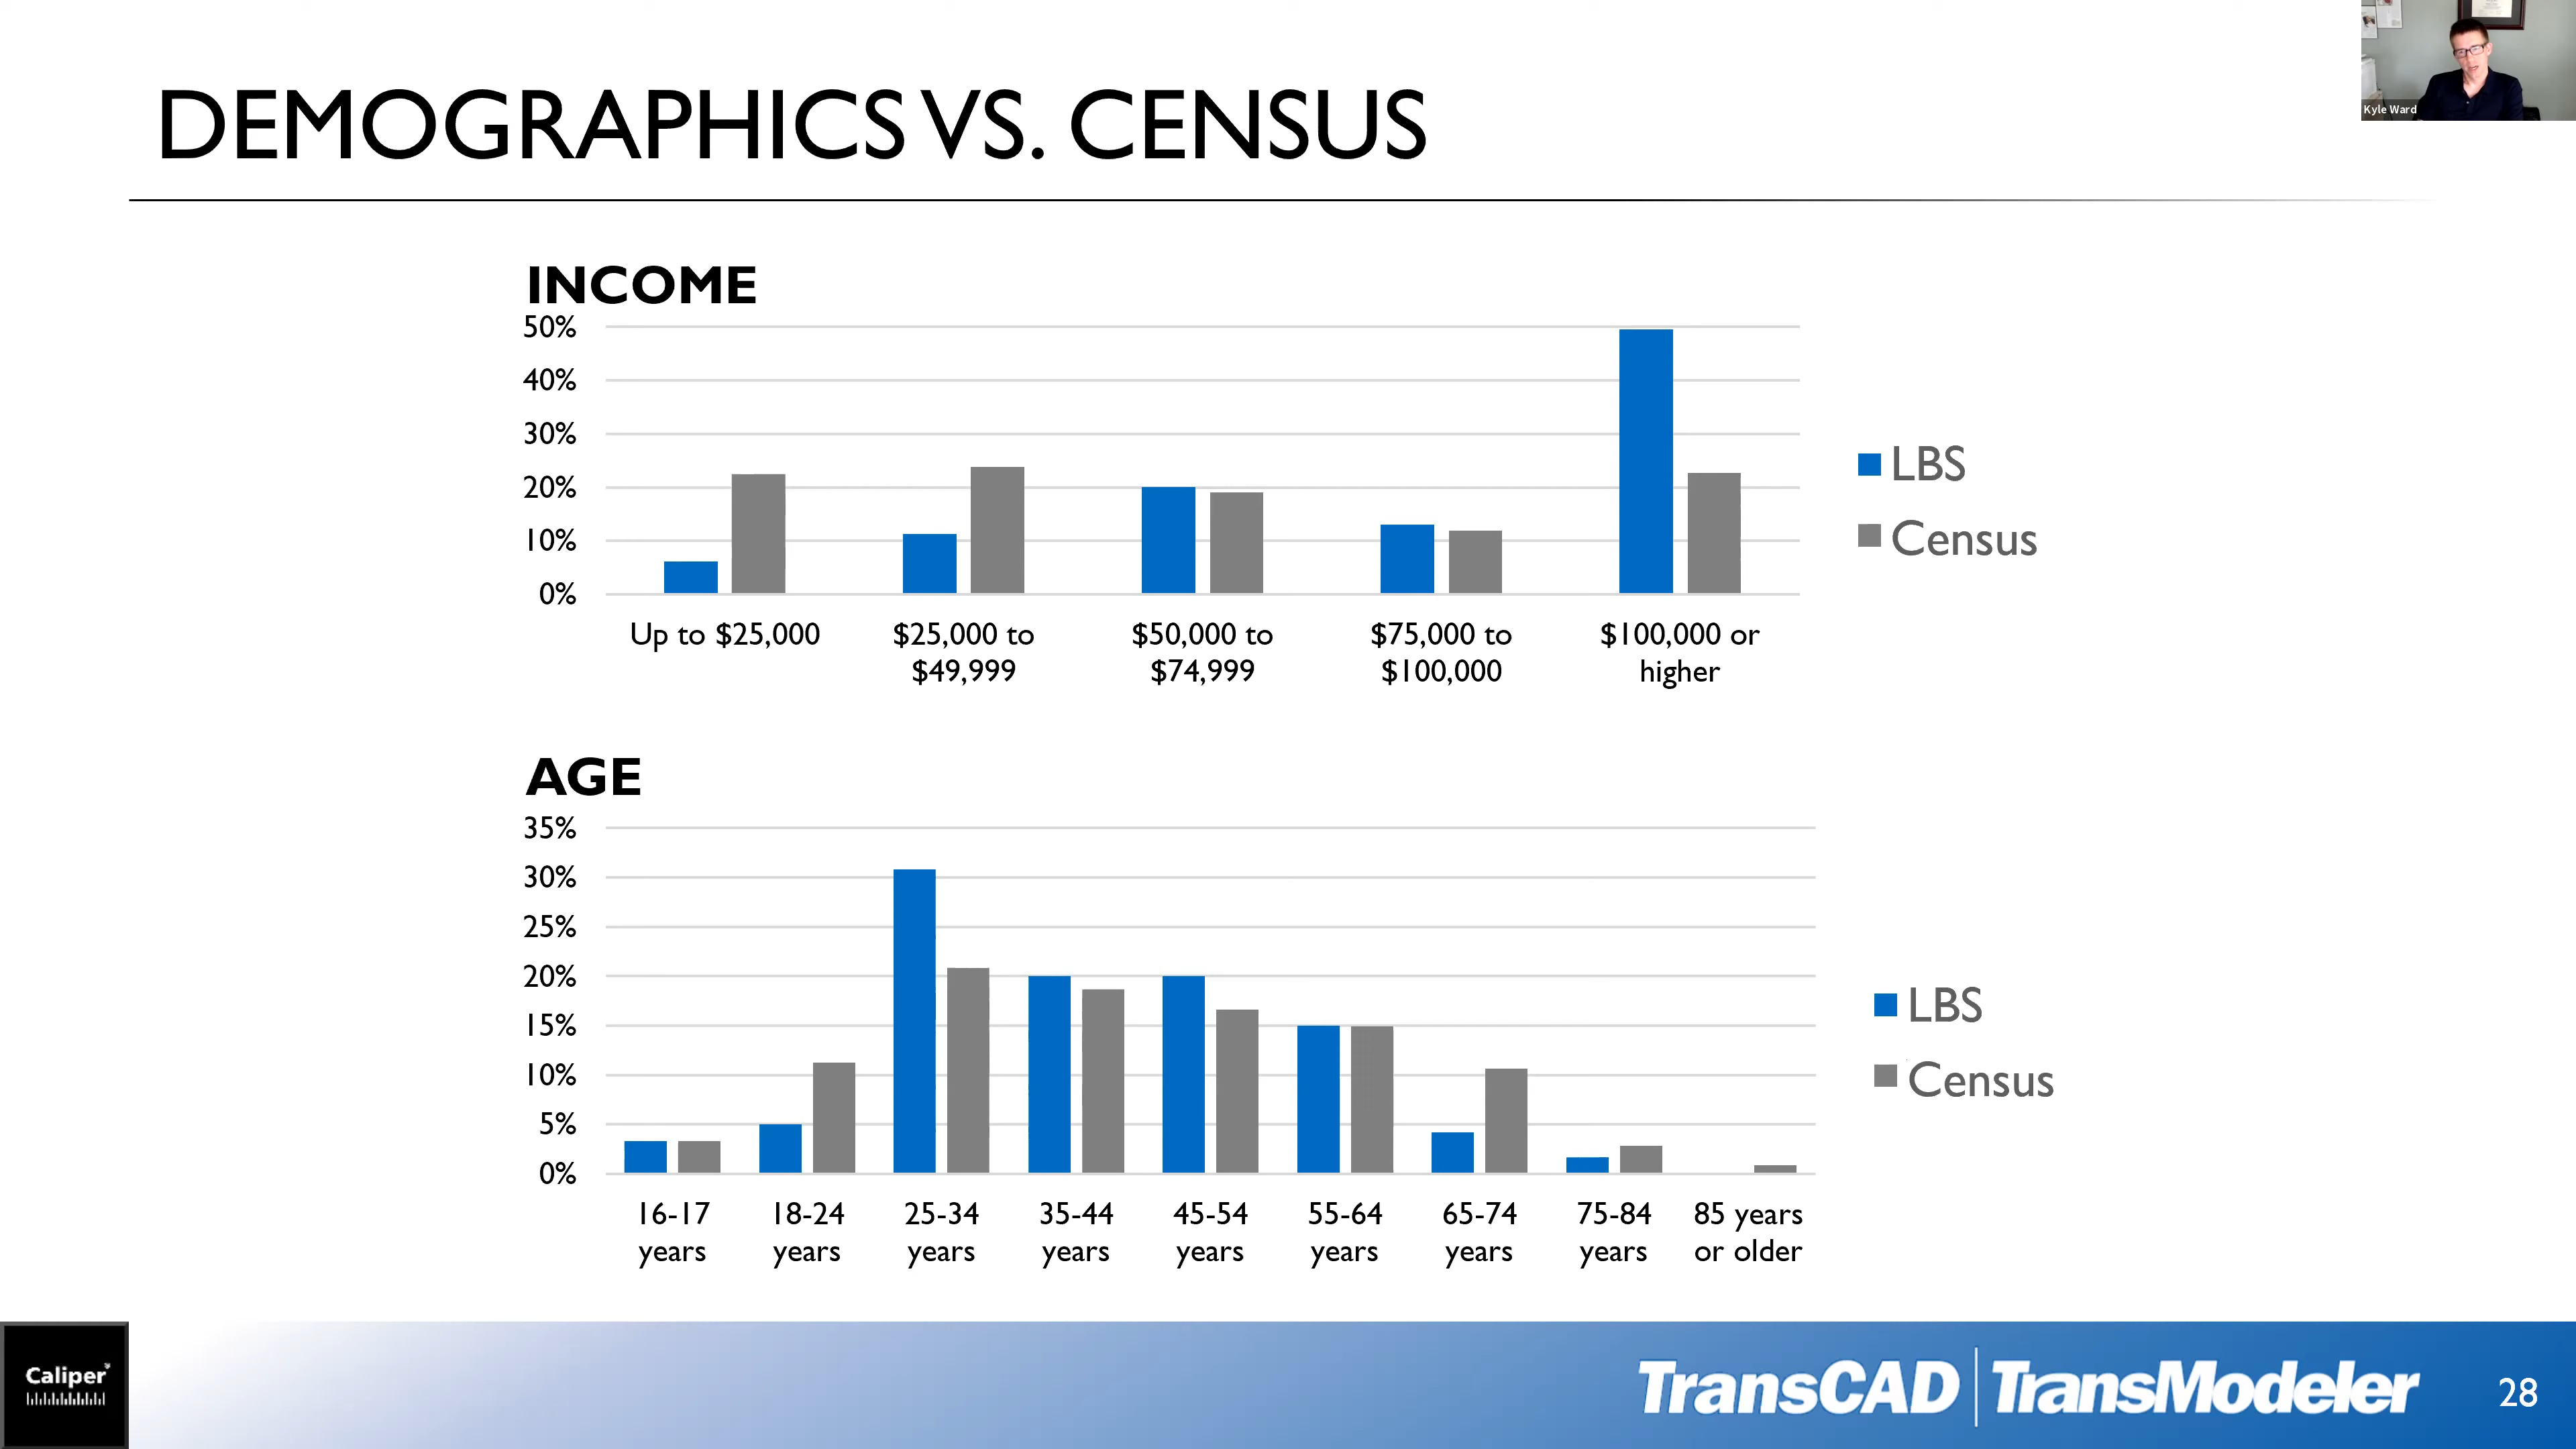 Kyle Ward
DEMOGRAPHICS VS. CENSUS
INCOME
50%
40%
30%
20%
10%
0%
Up to $25,000
$25,000 to
$49,999
$50,000 to
$74,999
$75,000 to
$100,000
$100,000 or
higher
LBS
Census
AGE
35%
30%
25%
20%
15%
10%
5%
0%
16-17
years
18-24
years
25-34
years
35-44
years
45-54
years
55-64
years
65-74
years
75-84
years
85 years
or older
LBS
Census
Caliper
TransCAD | TransModeler
28